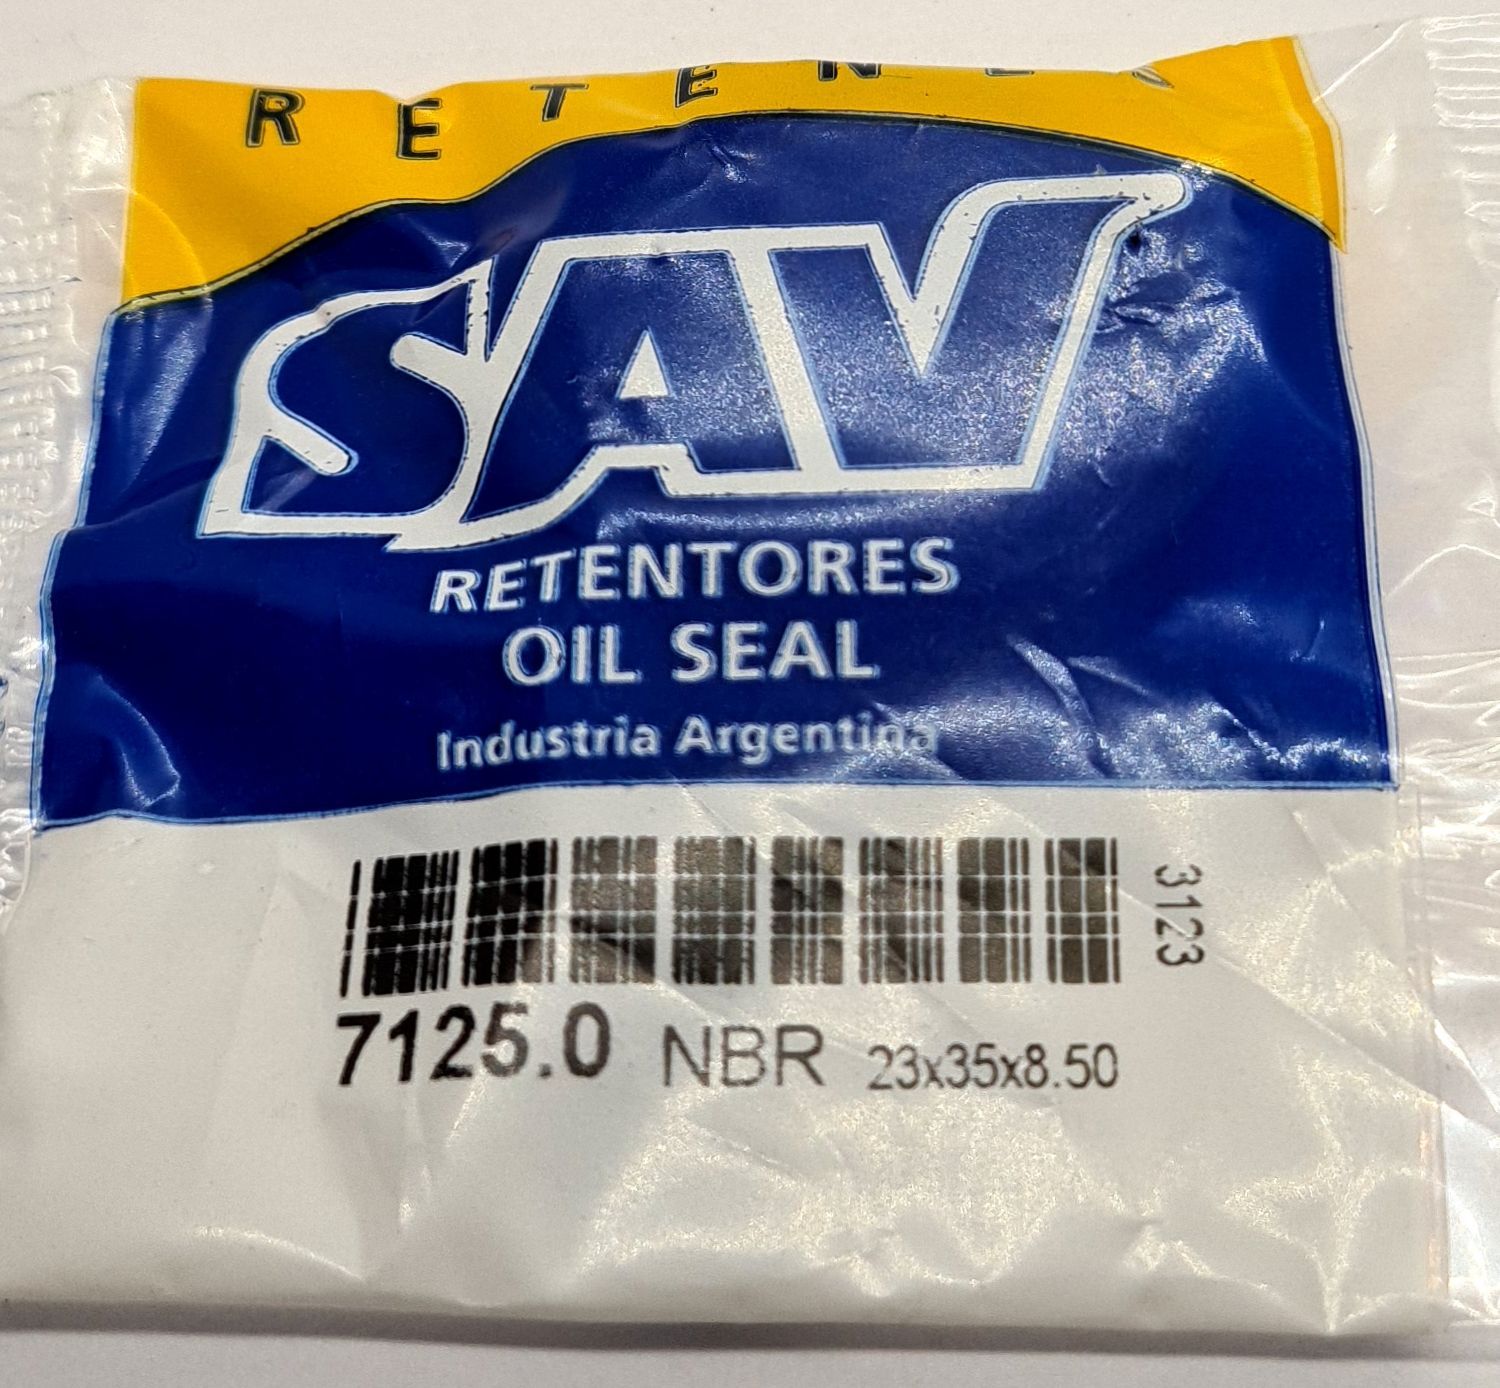 SAV
RETENTORES
OIL SEAL
Industria Argentina
3123
7125.0 NBR 23x35x8.50